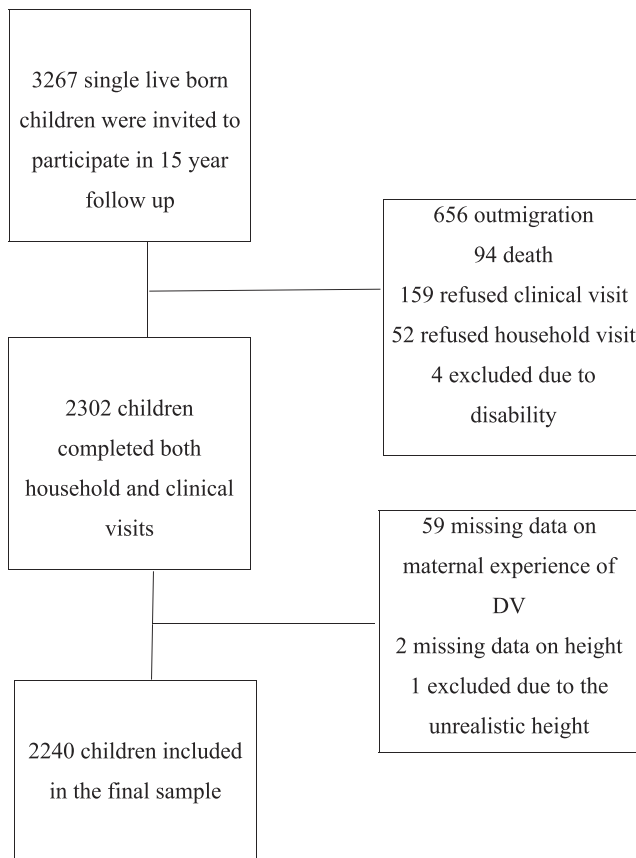 3267 single live born
children were invited to
participate in 15 year
follow up
656 outmigration
94 death
159 refused clinical visit
52 refused household visit
4 excluded due to
disability
2302 children
completed both
household and clinical
visits
59 missing data on
maternal experience of
DV
2 missing data on height
1 excluded due to the
unrealistic height
2240 children included
in the final sample